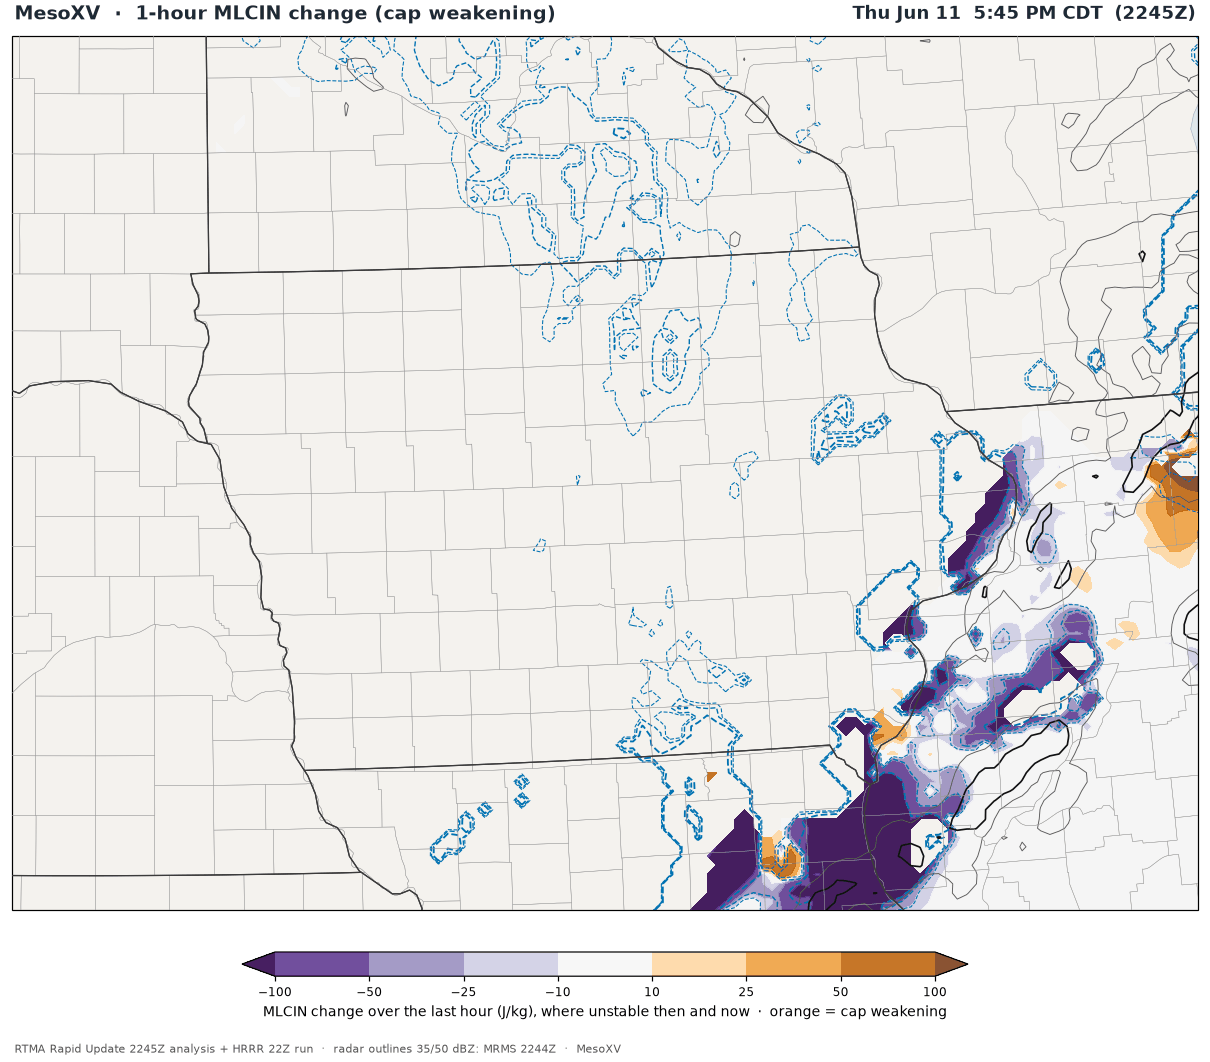 MesoXV · 1-hour MLCIN change (cap weakening)
Thu Jun 11 5:45 PM CDT (2245Z)
−100 −50 −25 −10 10 25 50 100
MLCIN change over the last hour (J/kg), where unstable then and now · orange = cap weakening
RTMA Rapid Update 2245Z analysis + HRRR 22Z run · radar outlines 35/50 dBZ: MRMS 2244Z · MesoXV